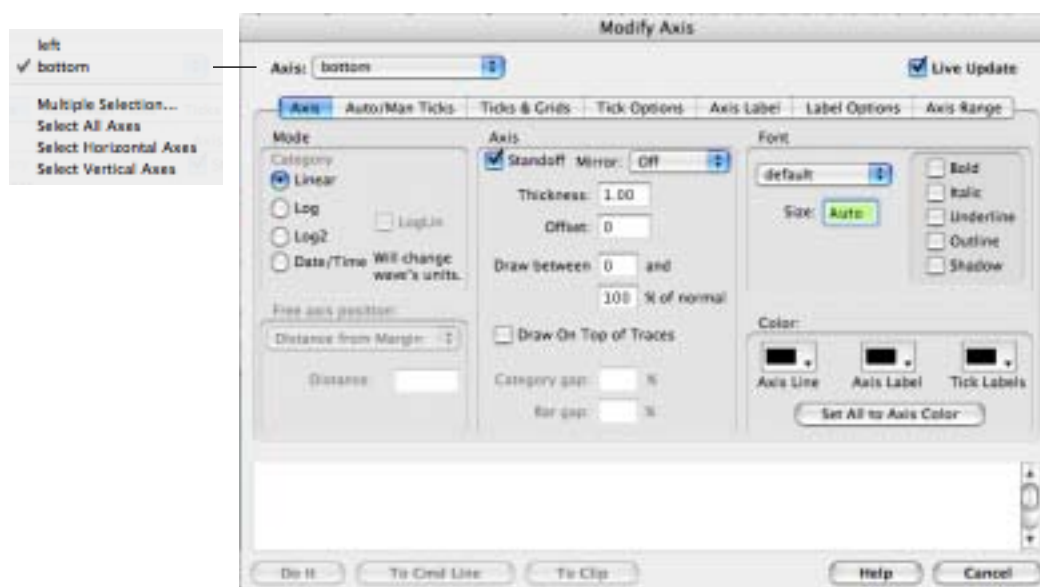 left
✓ bottom
Multiple Selection...
Select All Axes
Select Horizontal Axes
Select Vertical Axes
Modify Axis
Axis: bottom
Live Update
Axis
Auto/Man Ticks
Ticks & Grids
Tick Options
Axis Label
Label Options
Axis Range
Mode
Category
Linear
Log
LogLin
Log2
Date/Time
Will change
wave's units.
Free axis position:
Distance from Margin
Distance:
Axis
Standoff Mirror: Off
Thickness: 1.00
Offset: 0
Draw between 0 and
100 % of normal
Draw On Top of Traces
Category gap: %
Bar gap: %
Font
default
Size: Auto
Bold
Italic
Underline
Outline
Shadow
Color:
Axis Line
Axis Label
Tick Labels
Set All to Axis Color
Do It
To Cmd Line
To Clip
Help
Cancel